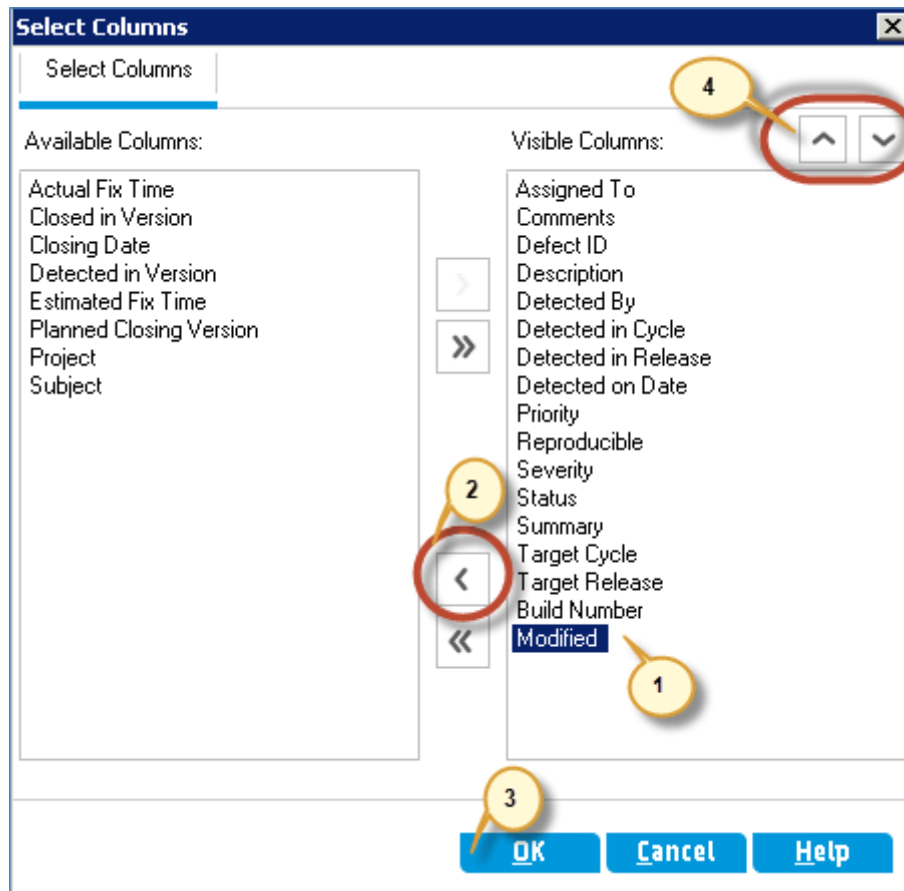 Select Columns
Select Columns
4
Available Columns:
Visible Columns:
Actual Fix Time
Closed in Version
Closing Date
Detected in Version
Estimated Fix Time
Planned Closing Version
Project
Subject
Assigned To
Comments
Defect ID
Description
Detected By
Detected in Cycle
Detected in Release
Detected on Date
Priority
Reproducible
Severity
Status
Summary
Target Cycle
Target Release
Build Number
Modified
2
1
3
OK
Cancel
Help